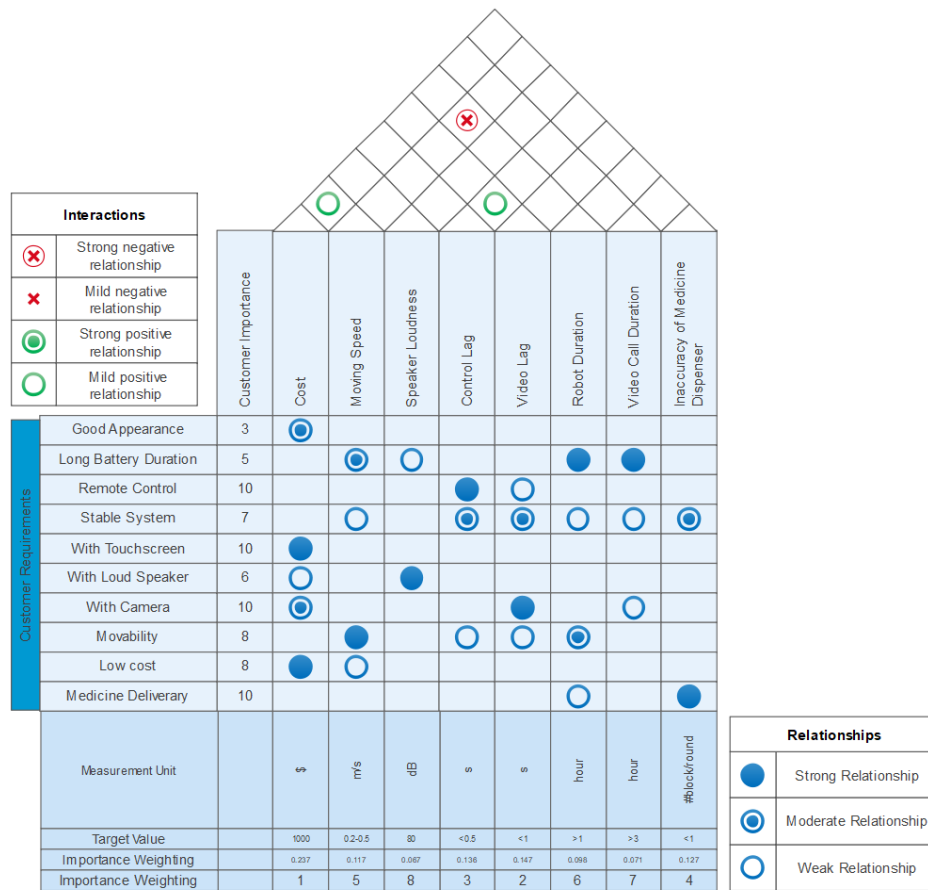 Interactions
Strong negative
relationship
Mild negative
relationship
Strong positive
relationship
Mild positive
relationship
Customer Importance
Cost
Moving Speed
Speaker Loudness
Control Lag
Video Lag
Robot Duration
Video Call Duration
Inaccuracy of Medicine
Dispenser
Customer Requirements
Good Appearance 3
Long Battery Duration 5
Remote Control 10
Stable System 7
With Touchscreen 10
With Loud Speaker 6
With Camera 10
Movability 8
Low cost 8
Medicine Deliverary 10
Measurement Unit $ m/s dB s s hour hour #block/round
Target Value 1000 0.2-0.5 80 <0.5 <1 >1 >3 <1
Importance Weighting 0.237 0.117 0.067 0.136 0.147 0.098 0.071 0.127
Importance Weighting 1 5 8 3 2 6 7 4
Relationships
Strong Relationship
Moderate Relationship
Weak Relationship